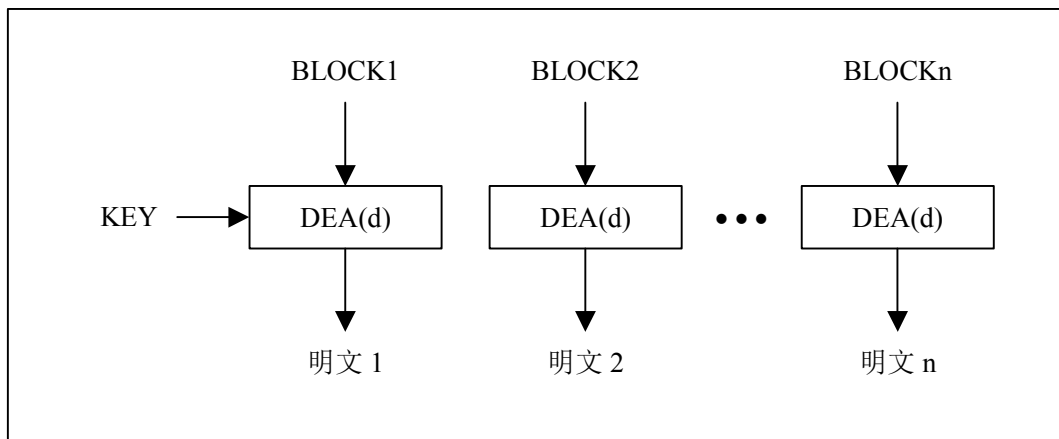 BLOCK1 BLOCK2 BLOCKn
KEY DEA(d) DEA(d) ••• DEA(d)
明文 1 明文 2 明文 n